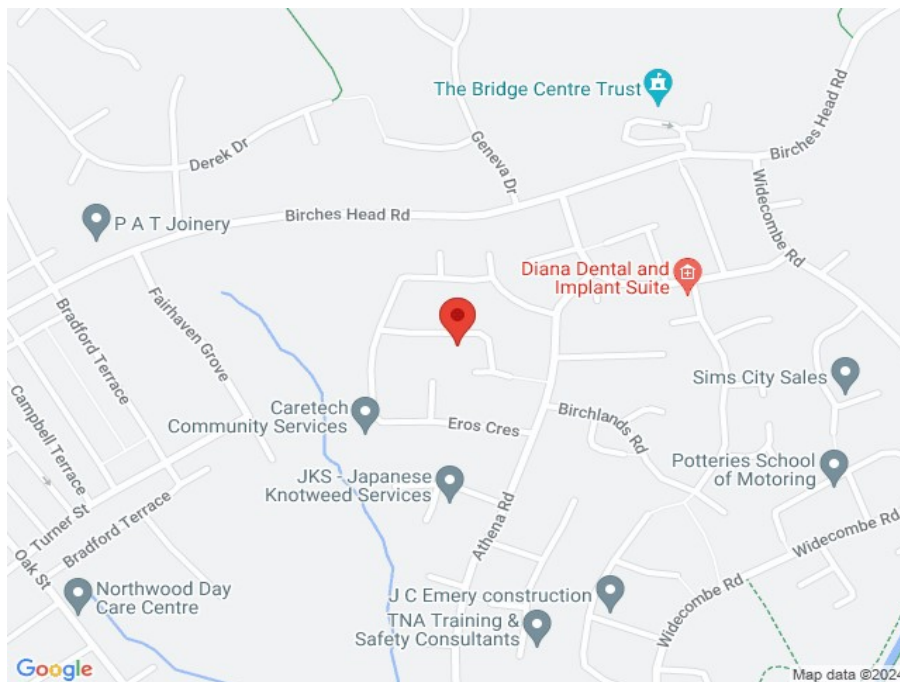 The Bridge Centre Trust
Birches Head Rd
Derek Dr
Geneva Dr
Widecombe Rd
P A T Joinery
Birches Head Rd
Diana Dental and
Implant Suite
Fairhaven Grove
Bradford Terrace
Sims City Sales
Campbell Terrace
Caretech
Community Services
Eros Cres
Birchlands Rd
JKS - Japanese
Knotweed Services
Potteries School
of Motoring
Turner St
Bradford Terrace
Athena Rd
Widecombe Rd
Oak St
Northwood Day
Care Centre
J C Emery construction
TNA Training &
Safety Consultants
Widecombe Rd
Google
Map data ©2024